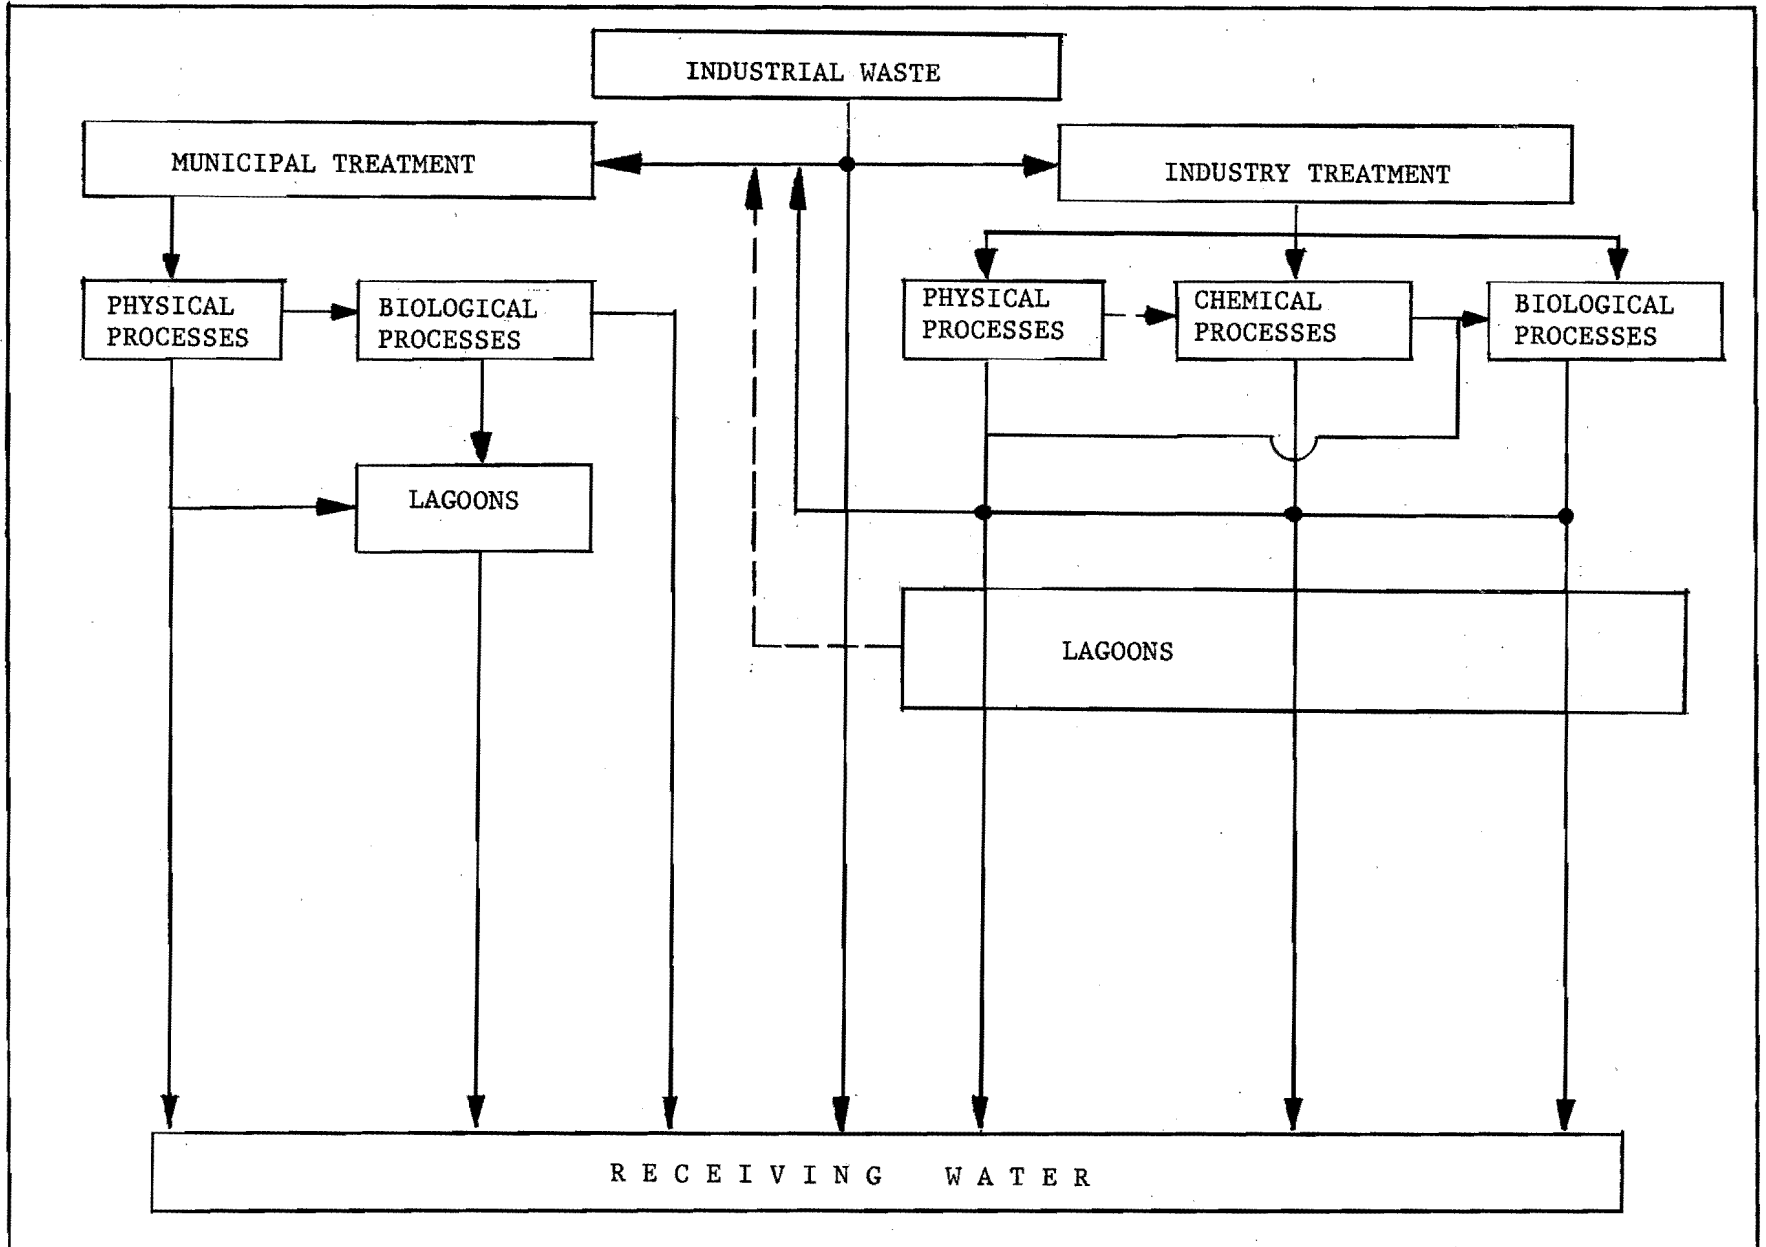 INDUSTRIAL WASTE
MUNICIPAL TREATMENT
INDUSTRY TREATMENT
PHYSICAL
PROCESSES
BIOLOGICAL
PROCESSES
PHYSICAL
PROCESSES
CHEMICAL
PROCESSES
BIOLOGICAL
PROCESSES
LAGOONS
LAGOONS
RECEIVING WATER